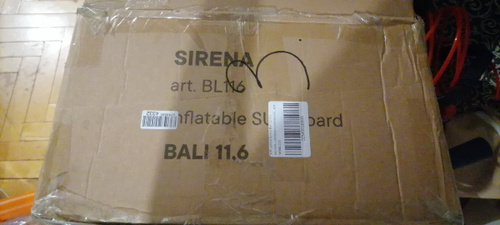 SIRENA
art. BL116
Inflatable SUP board
BALI 11.6